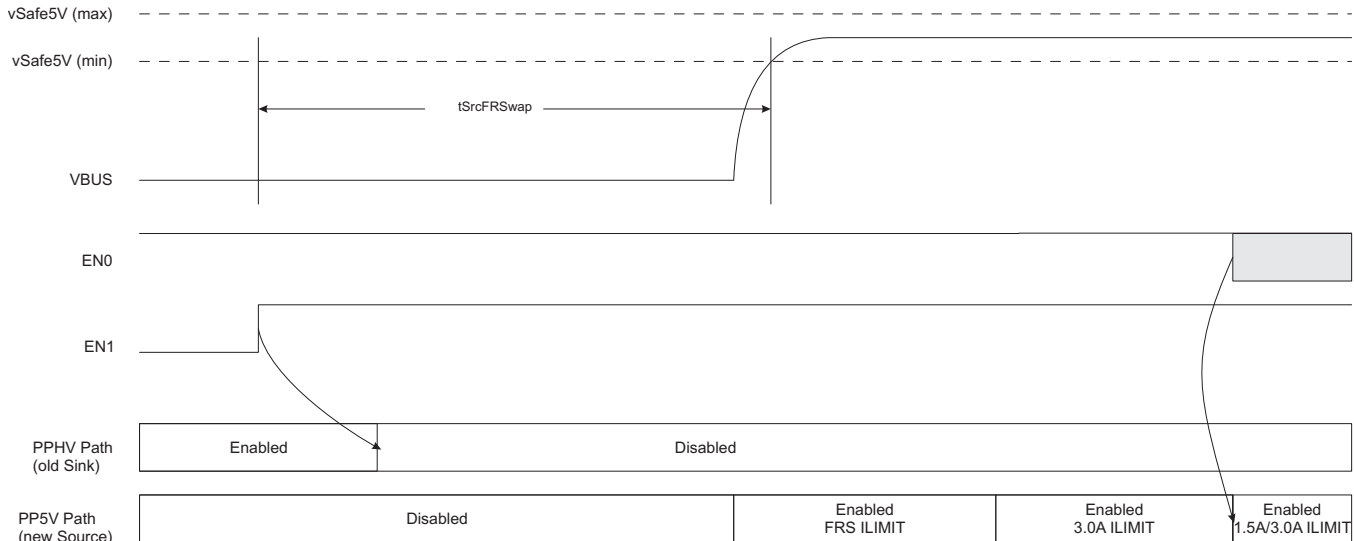 vSafe5V (max)
vSafe5V (min)
tSrcFRSwap
VBUS
EN0
EN1
PPHV Path
(old Sink)
Enabled
Disabled
PP5V Path
(new Source)
Disabled
Enabled
FRS ILIMIT
Enabled
3.0A ILIMIT
Enabled
1.5A/3.0A ILIMIT